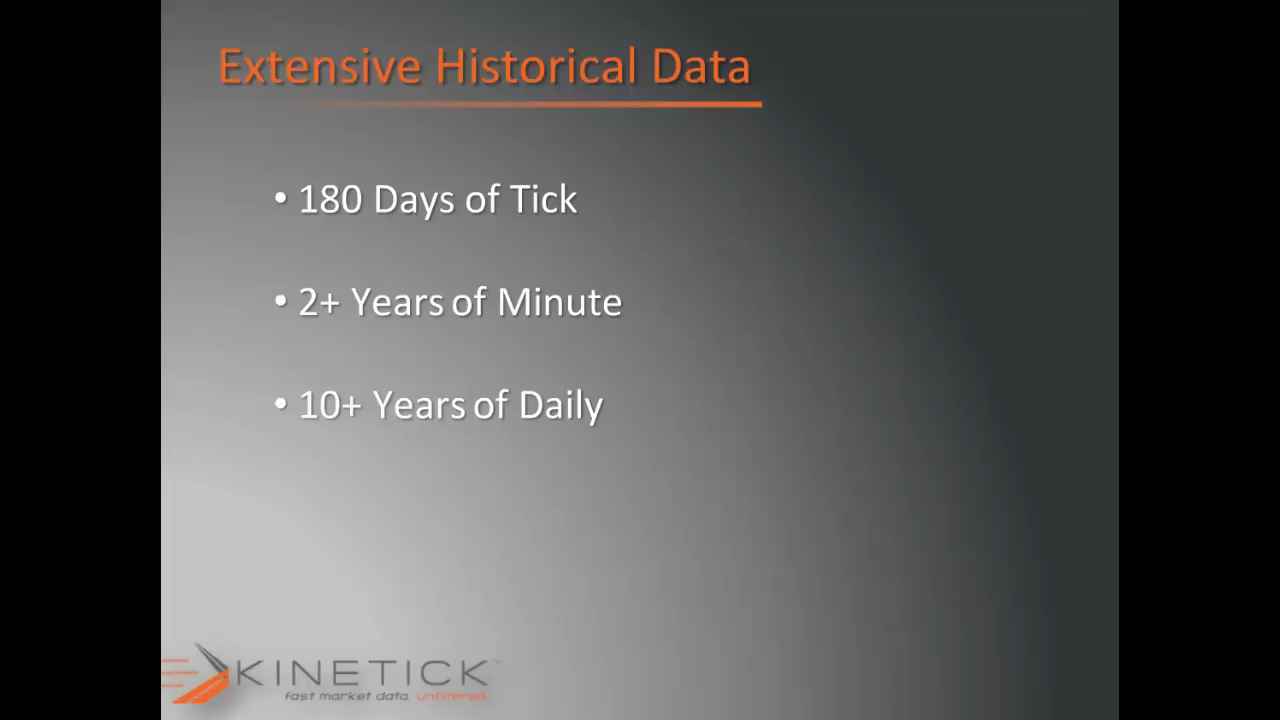 Extensive Historical Data
• 180 Days of Tick
• 2+ Years of Minute
• 10+ Years of Daily
KINETICK™
fast market data, unfiltered.